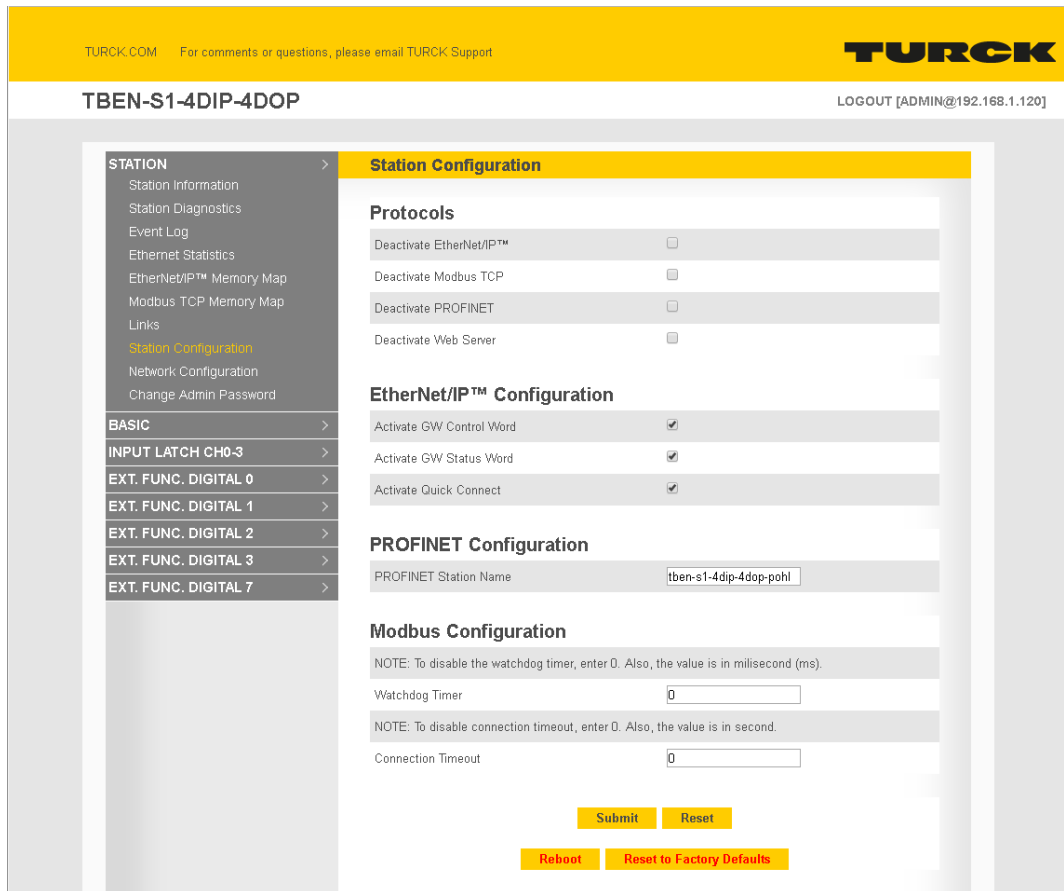 TURCK.COM For comments or questions, please email TURCK Support
TURCK
TBEN-S1-4DIP-4DOP
LOGOUT [ADMIN@192.168.1.120]
STATION >
Station Information
Station Diagnostics
Event Log
Ethernet Statistics
EtherNet/IP™ Memory Map
Modbus TCP Memory Map
Links
Station Configuration
Network Configuration
Change Admin Password
BASIC >
INPUT LATCH CH0-3 >
EXT. FUNC. DIGITAL 0 >
EXT. FUNC. DIGITAL 1 >
EXT. FUNC. DIGITAL 2 >
EXT. FUNC. DIGITAL 3 >
EXT. FUNC. DIGITAL 7 >
Station Configuration
Protocols
Deactivate EtherNet/IP™
Deactivate Modbus TCP
Deactivate PROFINET
Deactivate Web Server
EtherNet/IP™ Configuration
Activate GW Control Word
Activate GW Status Word
Activate Quick Connect
PROFINET Configuration
PROFINET Station Name tben-s1-4dip-4dop-pohl
Modbus Configuration
NOTE: To disable the watchdog timer, enter 0. Also, the value is in milisecond (ms).
Watchdog Timer 0
NOTE: To disable connection timeout, enter 0. Also, the value is in second.
Connection Timeout 0
Submit Reset
Reboot Reset to Factory Defaults